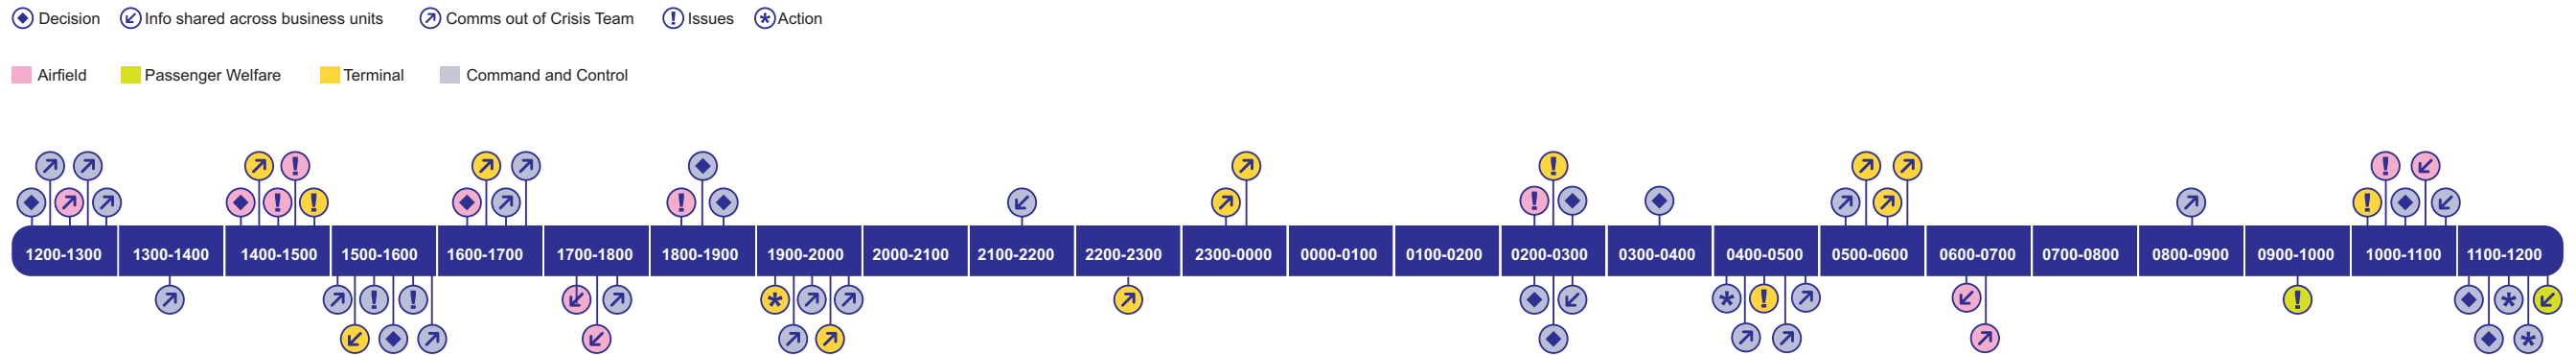 Decision Info shared across business units Comms out of Crisis Team Issues Action
Airfield Passenger Welfare Terminal Command and Control
1200-1300 1300-1400 1400-1500 1500-1600 1600-1700 1700-1800 1800-1900 1900-2000 2000-2100 2100-2200 2200-2300 2300-0000 0000-0100 0100-0200 0200-0300 0300-0400 0400-0500 0500-0600 0600-0700 0700-0800 0800-0900 0900-1000 1000-1100 1100-1200